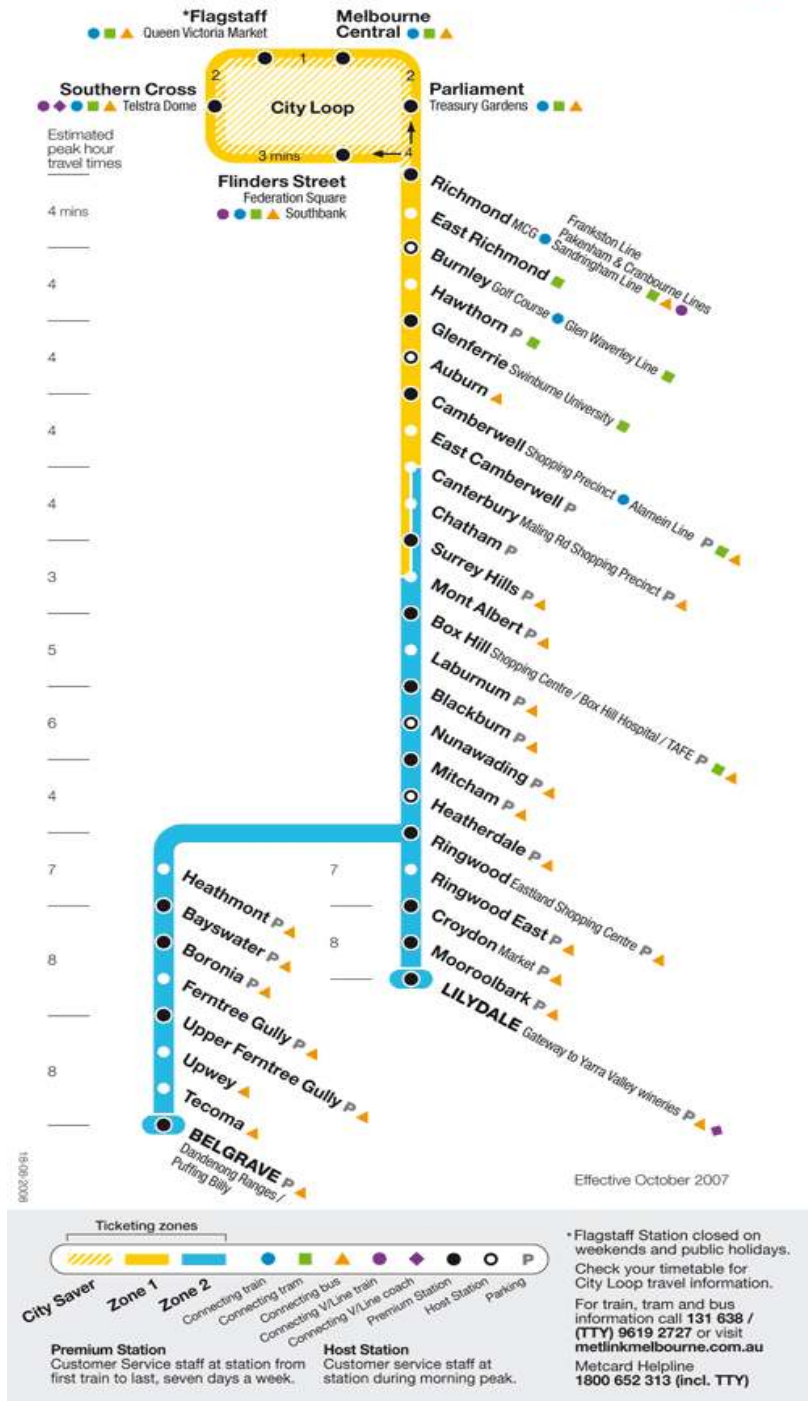 *Flagstaff
Queen Victoria Market
Melbourne
Central
2
1
2
Southern Cross
Telstra Dome
City Loop
Parliament
Treasury Gardens
Estimated
peak hour
travel times
3 mins
4
Flinders Street
Federation Square
Southbank
4 mins
4
4
4
4
3
5
6
4
7
8
8
7
8
Richmond MCG
Frankston Line
Pakenham & Cranbourne Lines
Sandringham Line
East Richmond
Burnley Golf Course Glen Waverley Line
Hawthorn P
Glenferrie Swinburne University
Auburn
Camberwell Shopping Precinct Alamein Line P
East Camberwell P
Canterbury Maling Rd Shopping Precinct P
Chatham P
Surrey Hills P
Mont Albert P
Box Hill Shopping Centre / Box Hill Hospital / TAFE P
Laburnum P
Blackburn P
Nunawading P
Mitcham P
Heatherdale P
Ringwood Eastland Shopping Centre P
Ringwood East P
Croydon Market P
Mooroolbark P
LILYDALE Gateway to Yarra Valley wineries P
Heathmont P
Bayswater P
Boronia P
Ferntree Gully P
Upper Ferntree Gully P
Upwey
Tecoma
BELGRAVE P
Dandenong Ranges /
Puffing Billy
18-08-2008
Effective October 2007
Ticketing zones
City Saver
Zone 1
Zone 2
Connecting train
Connecting tram
Connecting bus
Connecting V/Line train
Connecting V/Line coach
Premium Station
Host Station
P
Parking
Premium Station
Customer Service staff at station from
first train to last, seven days a week.
Host Station
Customer service staff at
station during morning peak.
*Flagstaff Station closed on
weekends and public holidays.
Check your timetable for
City Loop travel information.
For train, tram and bus
information call 131 638 /
(TTY) 9619 2727 or visit
metlinkmelbourne.com.au
Metcard Helpline
1800 652 313 (incl. TTY)